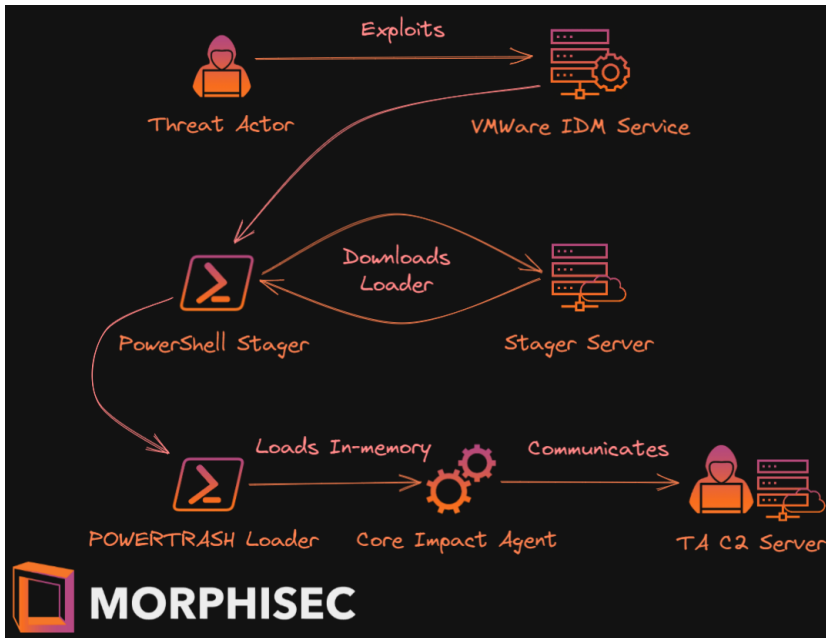 Exploits
Threat Actor
VMWare IDM Service
Downloads
Loader
PowerShell Stager
Stager Server
Loads In-memory
Communicates
POWERTRASH Loader
Core Impact Agent
TA C2 Server
MORPHISEC